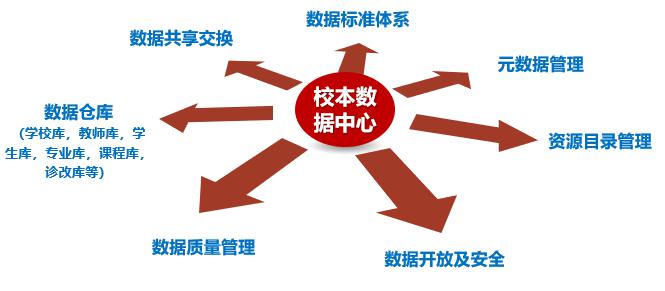 数据标准体系
数据共享交换
元数据管理
校本数
据中心
数据仓库
（学校库，教师库，学
生库，专业库，课程库，
诊改库等）
资源目录管理
数据质量管理
数据开放及安全